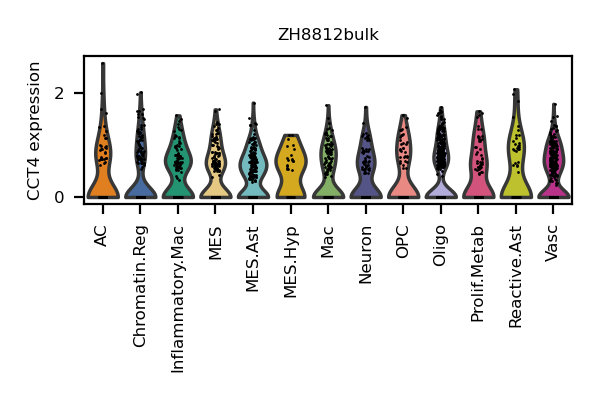 ZH8812bulk
CCT4 expression
2
0
AC
Chromatin.Reg
Inflammatory.Mac
MES
MES.Ast
MES.Hyp
Mac
Neuron
OPC
Oligo
Prolif.Metab
Reactive.Ast
Vasc